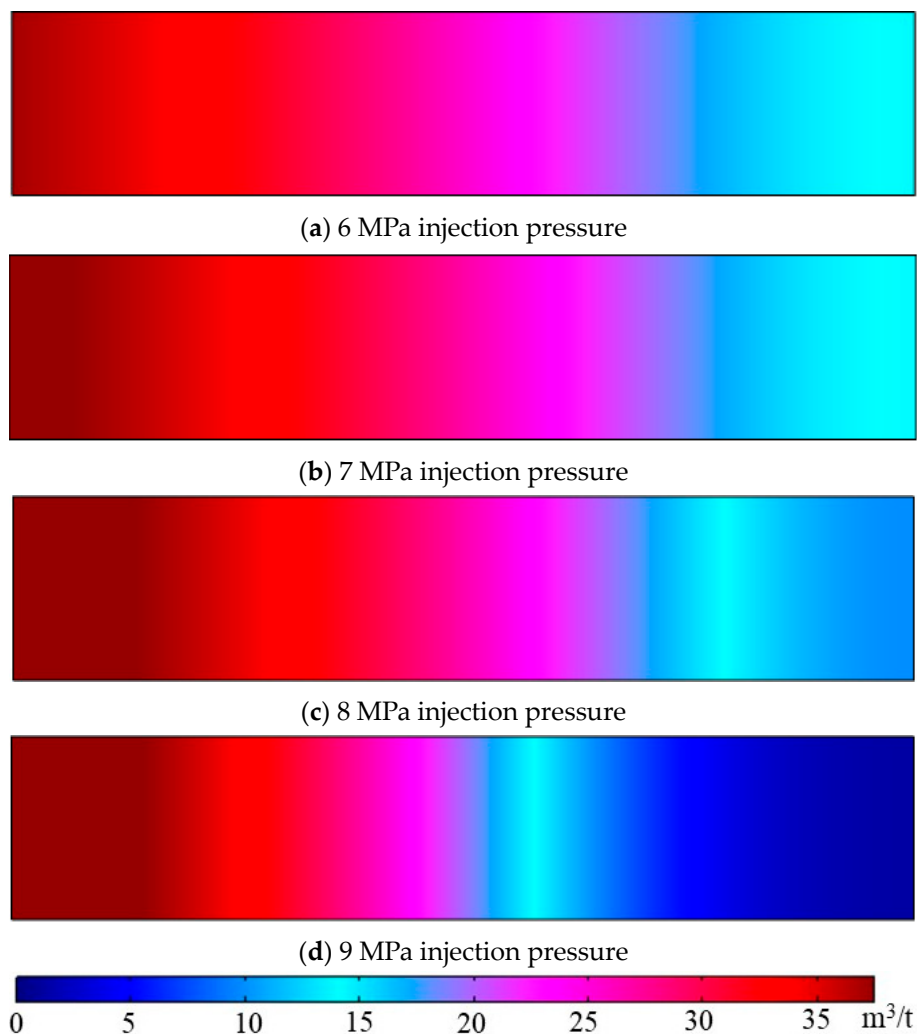 (a) 6 MPa injection pressure
(b) 7 MPa injection pressure
(c) 8 MPa injection pressure
(d) 9 MPa injection pressure
0 5 10 15 20 25 30 35 m³/t